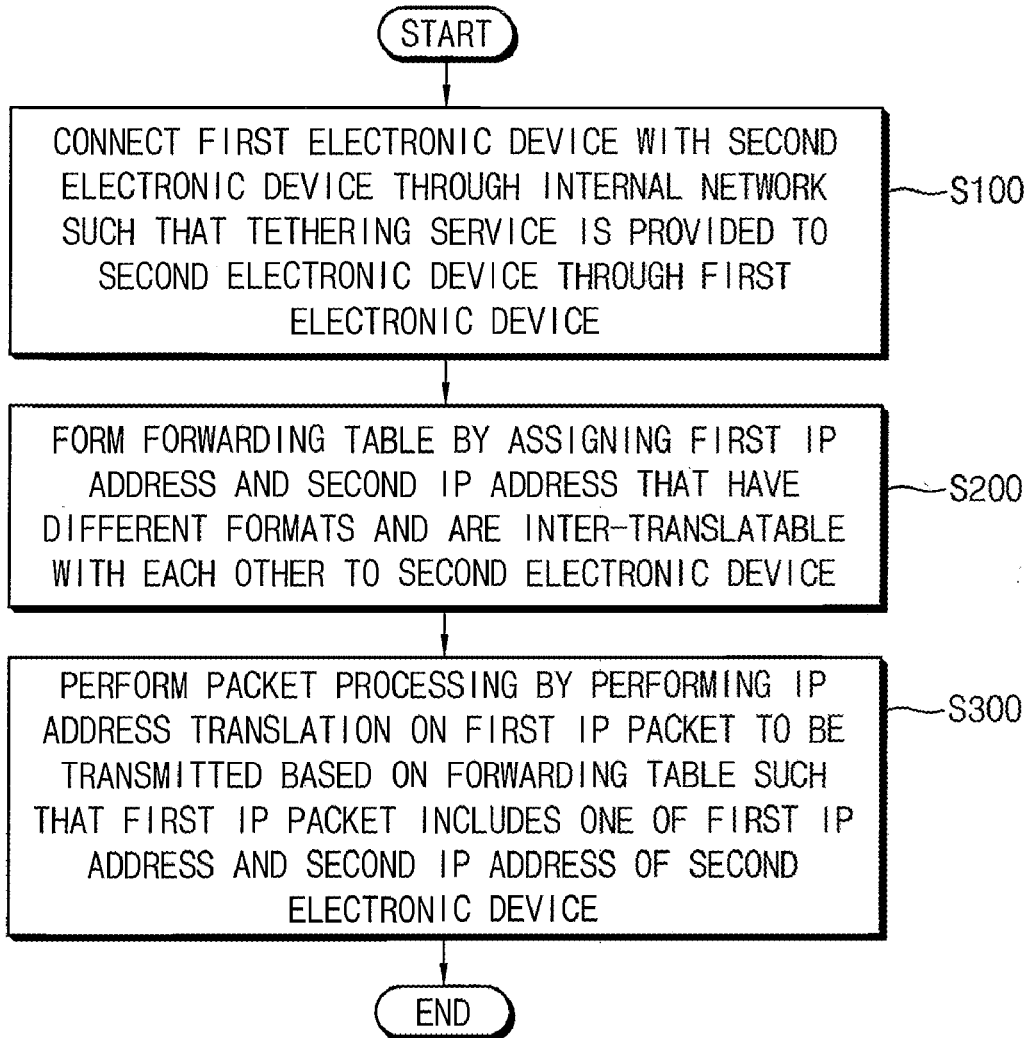 START
CONNECT FIRST ELECTRONIC DEVICE WITH SECOND
ELECTRONIC DEVICE THROUGH INTERNAL NETWORK
SUCH THAT TETHERING SERVICE IS PROVIDED TO
SECOND ELECTRONIC DEVICE THROUGH FIRST
ELECTRONIC DEVICE
S100
FORM FORWARDING TABLE BY ASSIGNING FIRST IP
ADDRESS AND SECOND IP ADDRESS THAT HAVE
DIFFERENT FORMATS AND ARE INTER-TRANSLATABLE
WITH EACH OTHER TO SECOND ELECTRONIC DEVICE
S200
PERFORM PACKET PROCESSING BY PERFORMING IP
ADDRESS TRANSLATION ON FIRST IP PACKET TO BE
TRANSMITTED BASED ON FORWARDING TABLE SUCH
THAT FIRST IP PACKET INCLUDES ONE OF FIRST IP
ADDRESS AND SECOND IP ADDRESS OF SECOND
ELECTRONIC DEVICE
S300
END